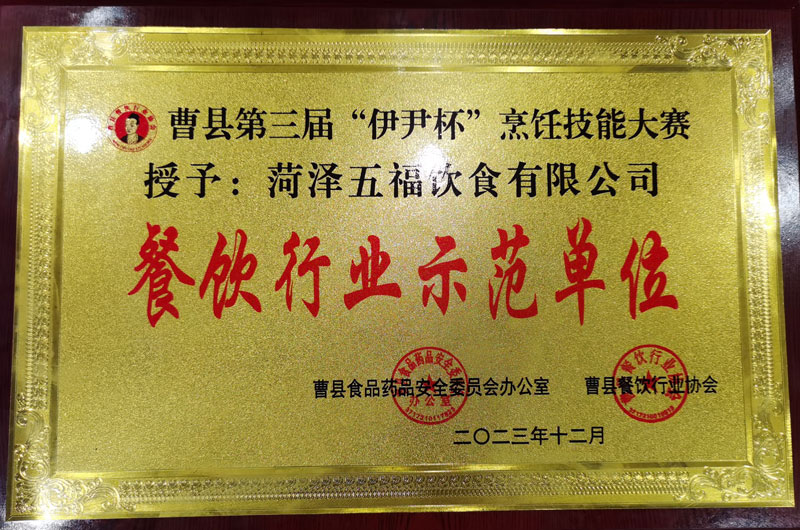 曹县第三届“伊尹杯”烹饪技能大赛
授予：菏泽五福饮食有限公司
餐饮行业示范单位
曹县食品药品安全委员会办公室 曹县餐饮行业协会
二〇二三年十二月